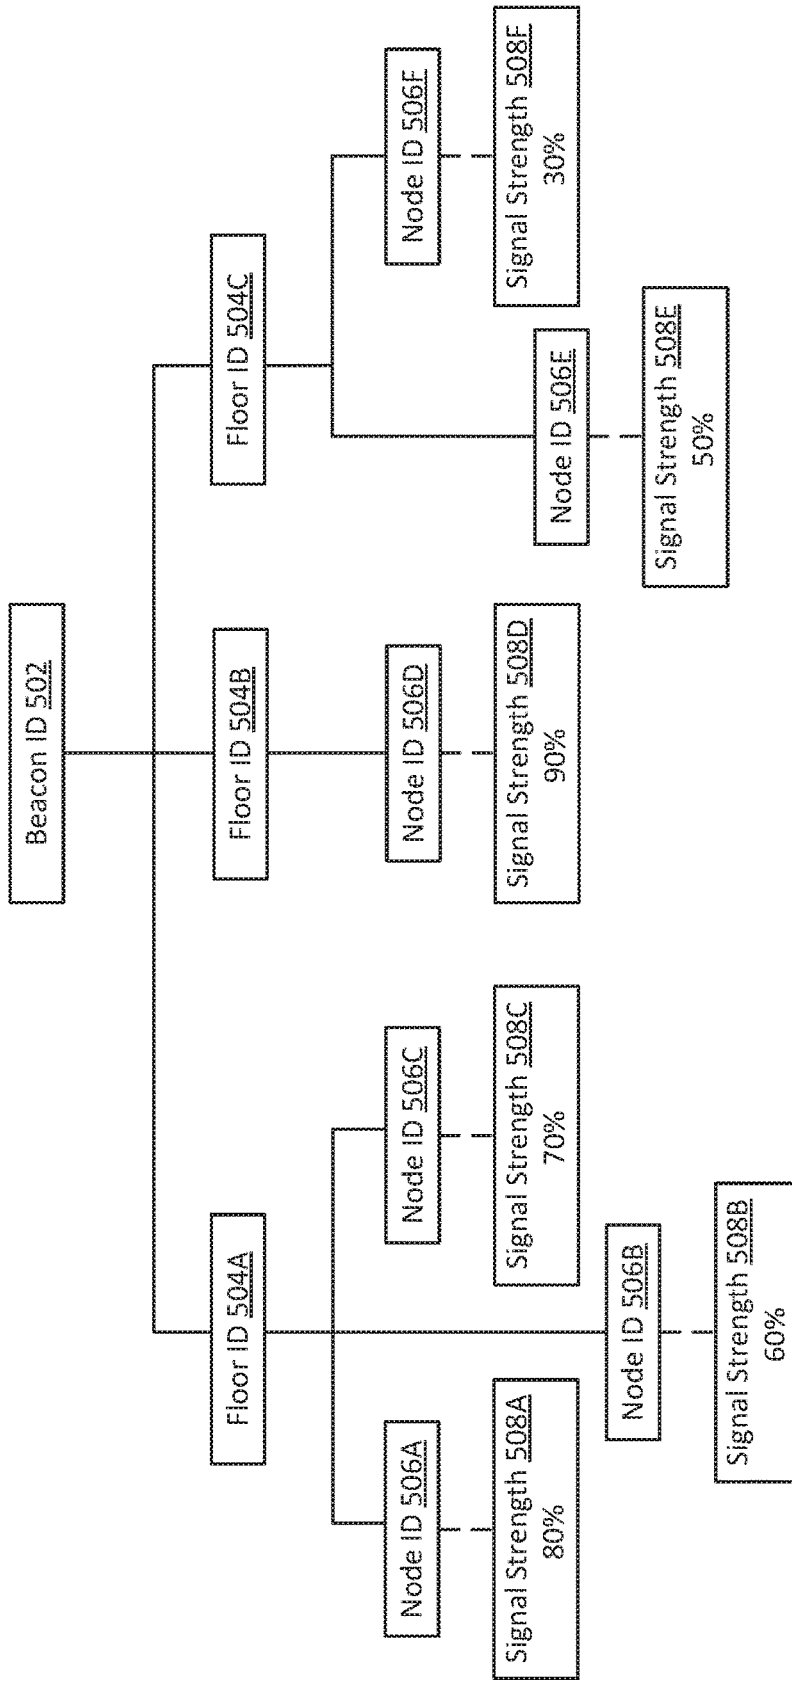 Beacon ID 502
Floor ID 504A
Floor ID 504B
Floor ID 504C
Node ID 506A
Signal Strength 508A
80%
Node ID 506B
Signal Strength 508B
60%
Node ID 506C
Signal Strength 508C
70%
Node ID 506D
Signal Strength 508D
90%
Node ID 506E
Signal Strength 508E
50%
Node ID 506F
Signal Strength 508F
30%